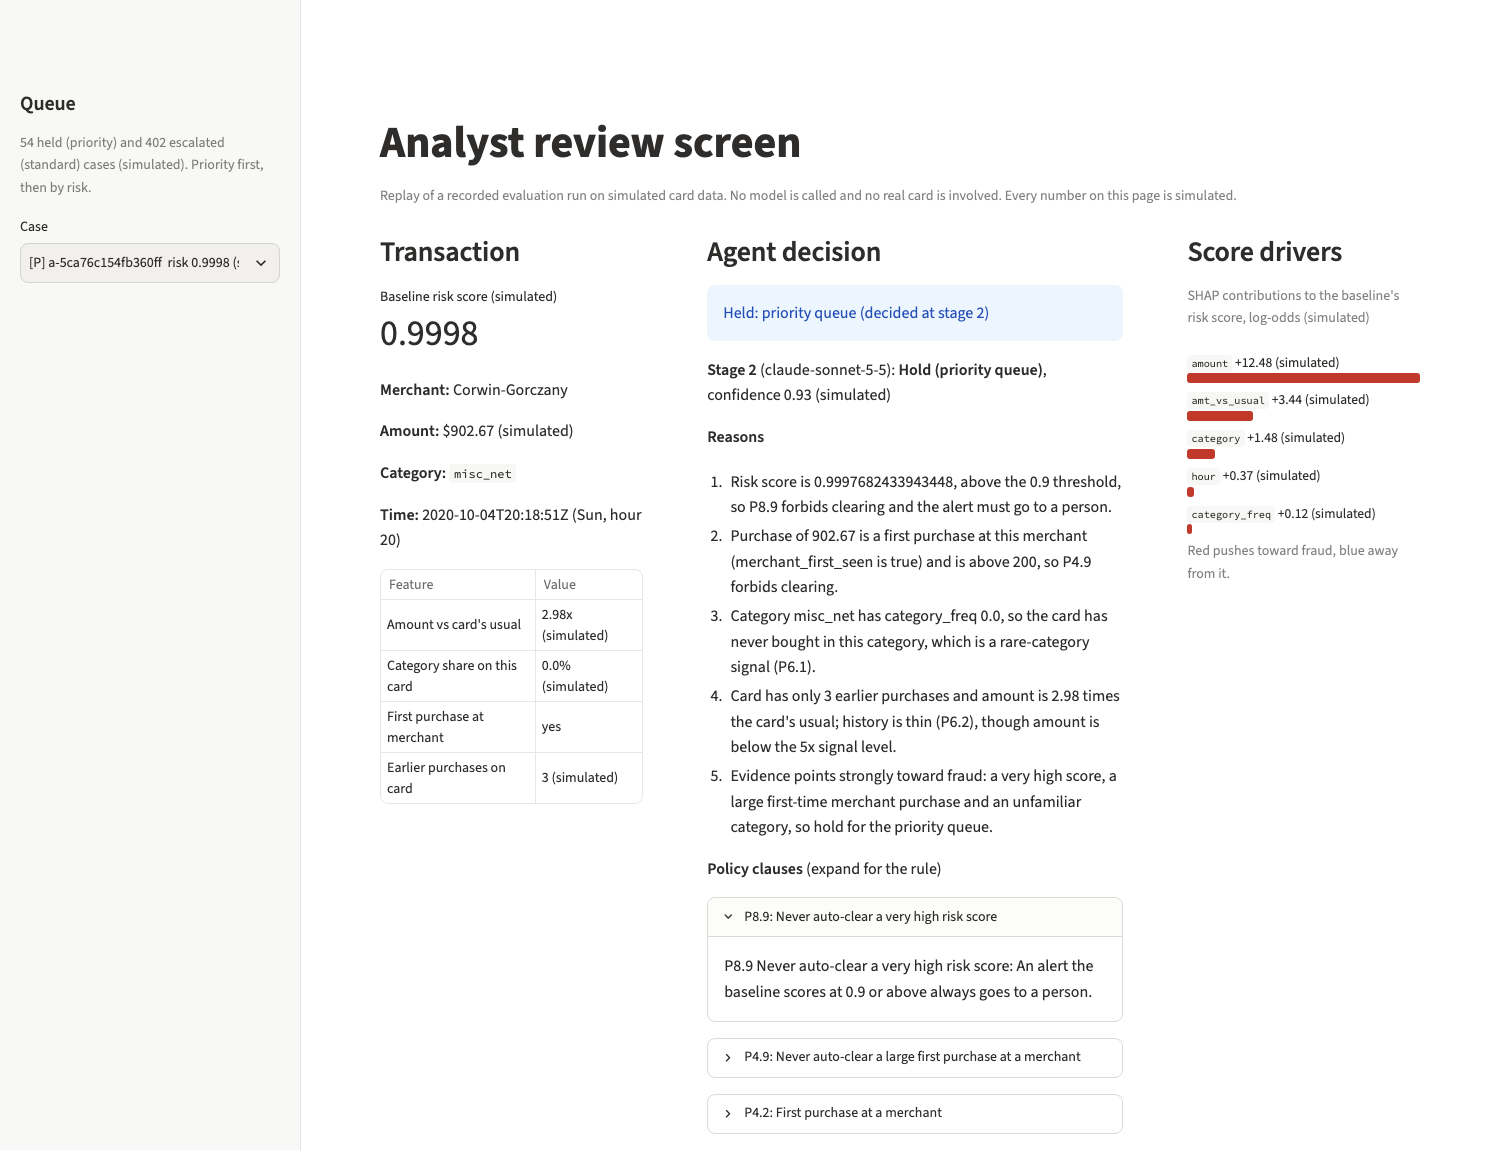 Queue
54 held (priority) and 402 escalated
(standard) cases (simulated). Priority first,
then by risk.
Case
[P] a-5ca76c154fb360ff risk 0.9998 (s
Analyst review screen
Replay of a recorded evaluation run on simulated card data. No model is called and no real card is involved. Every number on this page is simulated.
Transaction
Baseline risk score (simulated)
0.9998
Merchant: Corwin-Gorczany
Amount: $902.67 (simulated)
Category: misc_net
Time: 2020-10-04T20:18:51Z (Sun, hour
20)
Feature Value
Amount vs card's usual 2.98x
(simulated)
Category share on this
card 0.0%
(simulated)
First purchase at
merchant yes
Earlier purchases on
card 3 (simulated)
Agent decision
Held: priority queue (decided at stage 2)
Stage 2 (claude-sonnet-5-5): Hold (priority queue),
confidence 0.93 (simulated)
Reasons
1. Risk score is 0.9997682433943448, above the 0.9 threshold,
so P8.9 forbids clearing and the alert must go to a person.
2. Purchase of 902.67 is a first purchase at this merchant
(merchant_first_seen is true) and is above 200, so P4.9
forbids clearing.
3. Category misc_net has category_freq 0.0, so the card has
never bought in this category, which is a rare-category
signal (P6.1).
4. Card has only 3 earlier purchases and amount is 2.98 times
the card's usual; history is thin (P6.2), though amount is
below the 5x signal level.
5. Evidence points strongly toward fraud: a very high score, a
large first-time merchant purchase and an unfamiliar
category, so hold for the priority queue.
Policy clauses (expand for the rule)
P8.9: Never auto-clear a very high risk score
P8.9 Never auto-clear a very high risk score: An alert the
baseline scores at 0.9 or above always goes to a person.
P4.9: Never auto-clear a large first purchase at a merchant
P4.2: First purchase at a merchant
Score drivers
SHAP contributions to the baseline's
risk score, log-odds (simulated)
amount +12.48 (simulated)
amt_vs_usual +3.44 (simulated)
category +1.48 (simulated)
hour +0.37 (simulated)
category_freq +0.12 (simulated)
Red pushes toward fraud, blue away
from it.